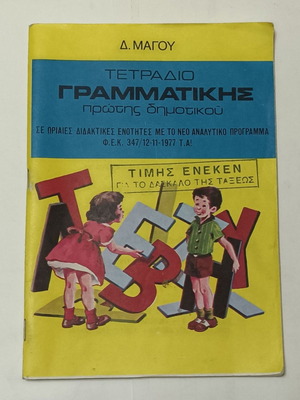 Δ. ΜΑΓΟΥ
ΤΕΤΡΑΔΙΟ
ΓΡΑΜΜΑΤΙΚΗΣ
πρώτης δημοτικού
ΣΕ ΩΡΙΑΙΕΣ ΔΙΔΑΚΤΙΚΕΣ ΕΝΟΤΗΤΕΣ ΜΕ ΤΟ ΝΕΟ ΑΝΑΛΥΤΙΚΟ ΠΡΟΓΡΑΜΜΑ
Φ.Ε.Κ. 347/12-11-1977 Τ.Α!
ΤΙΜΗΣ ΕΝΕΚΕΝ
ΓΙΑ ΤΟ ΔΑΣΚΑΛΟ ΤΗΣ ΤΑΞΕΩΣ